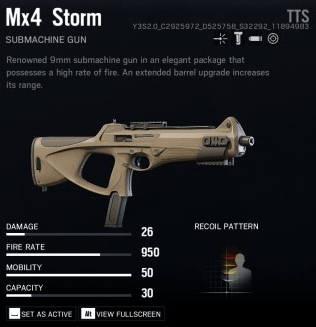 Mx4 Storm
TTS
Y3S2.0_C2925972_D525758_S32292_11894983
SUBMACHINE GUN
Renowned 9mm submachine gun in an elegant package that
possesses a high rate of fire. An extended barrel upgrade increases
its range.
DAMAGE 26
RECOIL PATTERN
FIRE RATE 950
MOBILITY 50
CAPACITY 30
SET AS ACTIVE
Alt VIEW FULLSCREEN